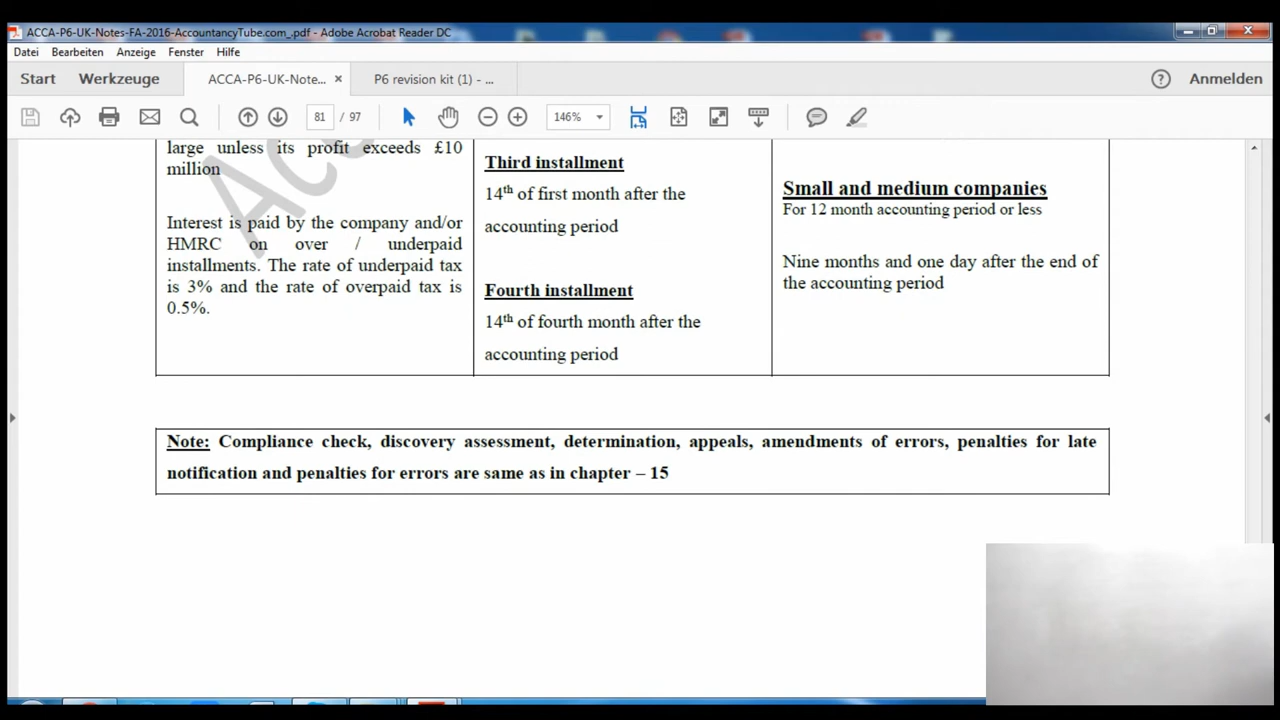 ACCA-P6-UK-Notes-FA-2016-AccountancyTube.com_.pdf - Adobe Acrobat Reader DC
Datei Bearbeiten Anzeige Fenster Hilfe
Start Werkzeuge ACCA-P6-UK-Note... × P6 revision kit (1) - ... Anmelden
81 / 97 146%
large unless its profit exceeds £10
million
Interest is paid by the company and/or
HMRC on over / underpaid
installments. The rate of underpaid tax
is 3% and the rate of overpaid tax is
0.5%.
Third installment
14th of first month after the
accounting period
Fourth installment
14th of fourth month after the
accounting period
Small and medium companies
For 12 month accounting period or less
Nine months and one day after the end of
the accounting period
Note: Compliance check, discovery assessment, determination, appeals, amendments of errors, penalties for late
notification and penalties for errors are same as in chapter – 15